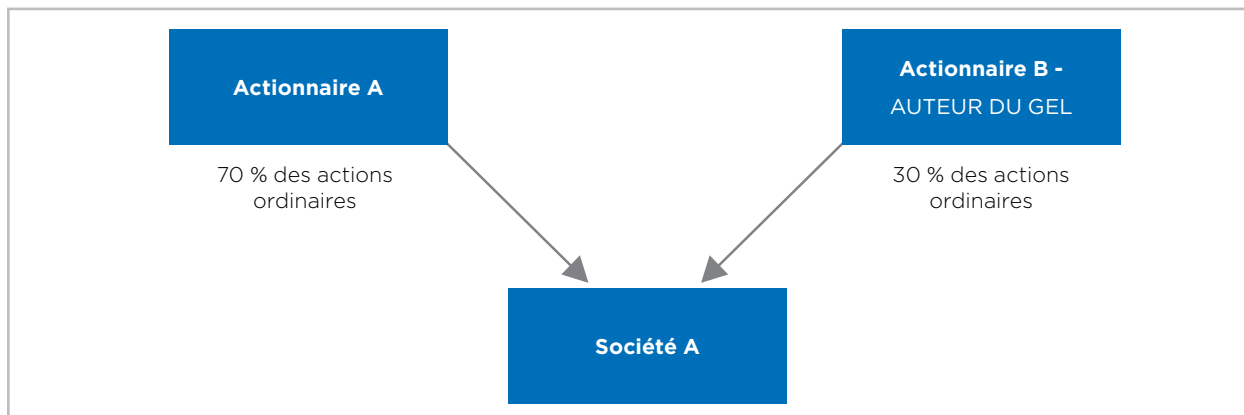 Actionnaire A
Actionnaire B -
AUTEUR DU GEL
70 % des actions
ordinaires
30 % des actions
ordinaires
Société A